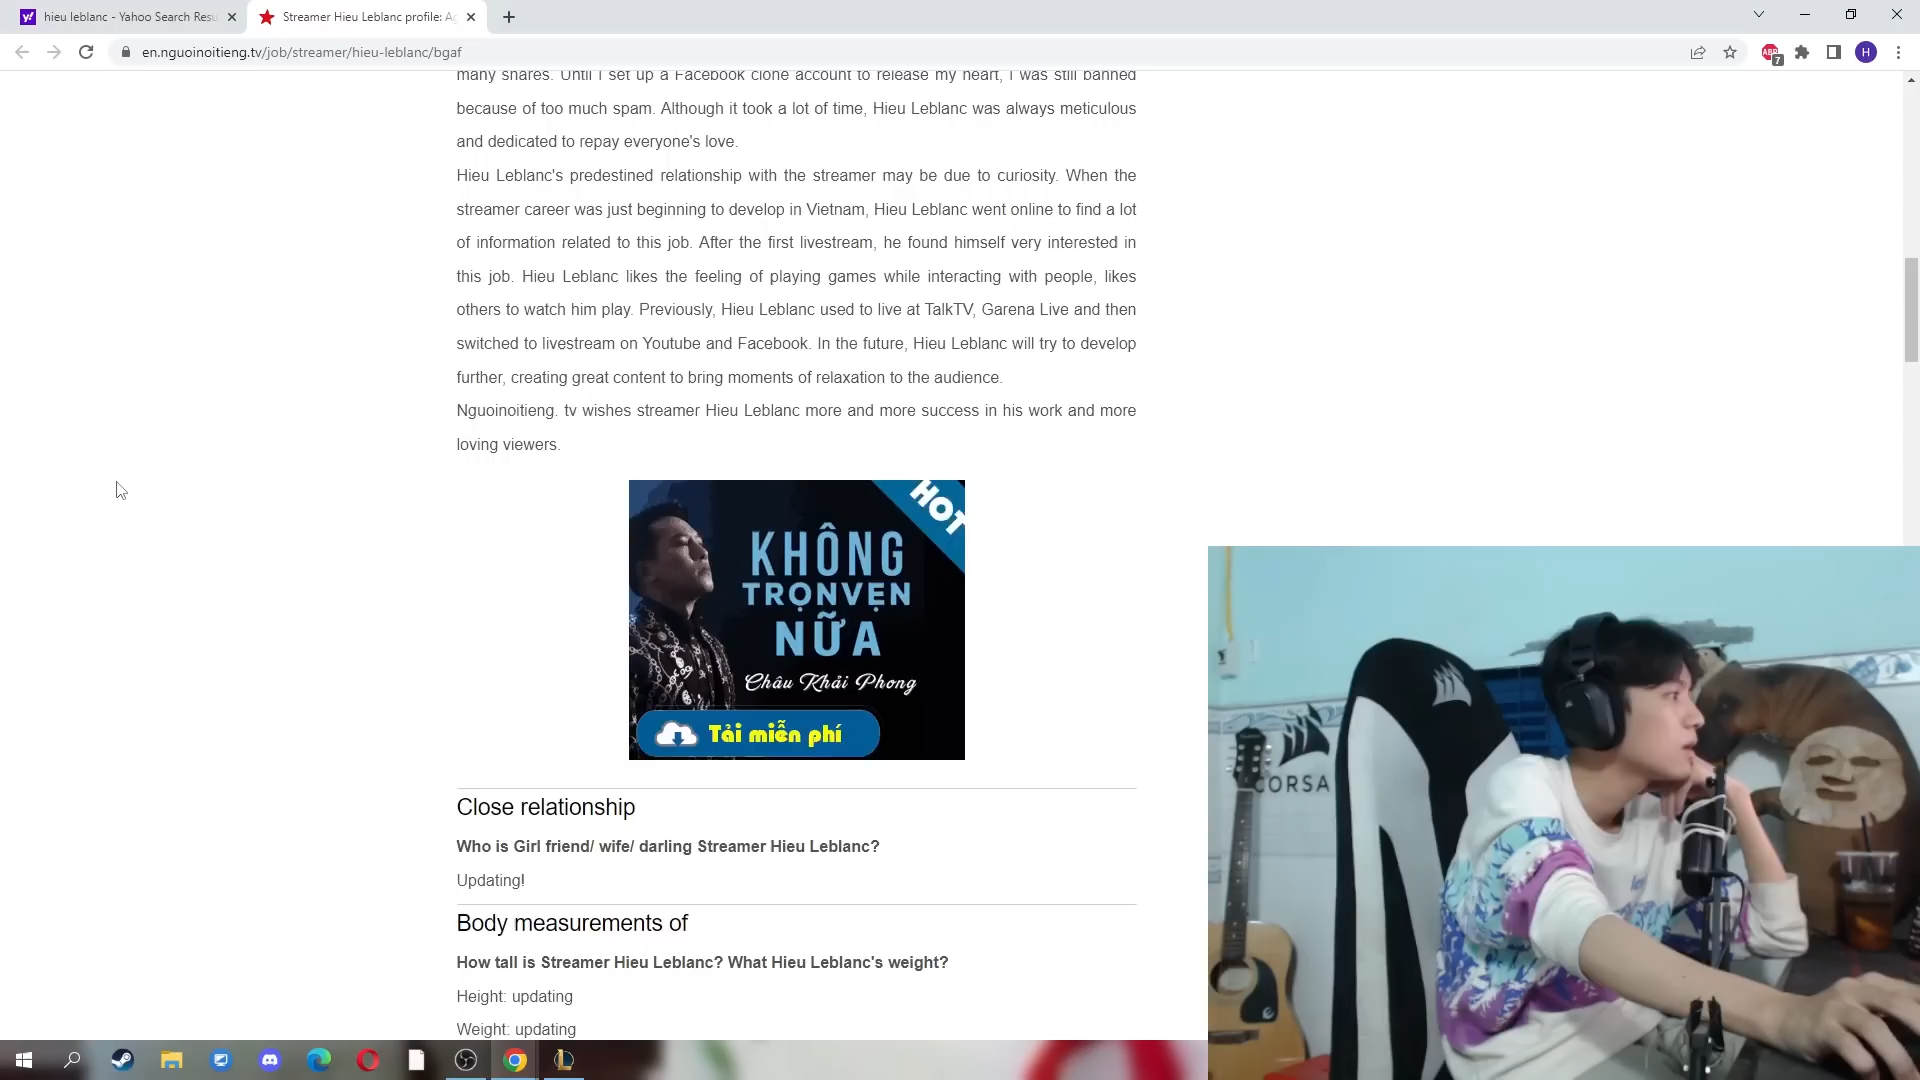 hieu leblanc - Yahoo Search Resu
Streamer Hieu Leblanc profile: Ag
en.nguoinoitieng.tv/job/streamer/hieu-leblanc/bgaf
ABP
7
H
many shares. Until I set up a Facebook clone account to release my heart, I was still banned
because of too much spam. Although it took a lot of time, Hieu Leblanc was always meticulous
and dedicated to repay everyone's love.
Hieu Leblanc's predestined relationship with the streamer may be due to curiosity. When the
streamer career was just beginning to develop in Vietnam, Hieu Leblanc went online to find a lot
of information related to this job. After the first livestream, he found himself very interested in
this job. Hieu Leblanc likes the feeling of playing games while interacting with people, likes
others to watch him play. Previously, Hieu Leblanc used to live at TalkTV, Garena Live and then
switched to livestream on Youtube and Facebook. In the future, Hieu Leblanc will try to develop
further, creating great content to bring moments of relaxation to the audience.
Nguoinoitieng. tv wishes streamer Hieu Leblanc more and more success in his work and more
loving viewers.
HOT
KHÔNG
TRỌN VẸN
NỮA
Châu Khải Phong
Tải miễn phí
CORSA
Close relationship
Who is Girl friend/ wife/ darling Streamer Hieu Leblanc?
Updating!
Body measurements of
How tall is Streamer Hieu Leblanc? What Hieu Leblanc's weight?
Height: updating
Weight: updating